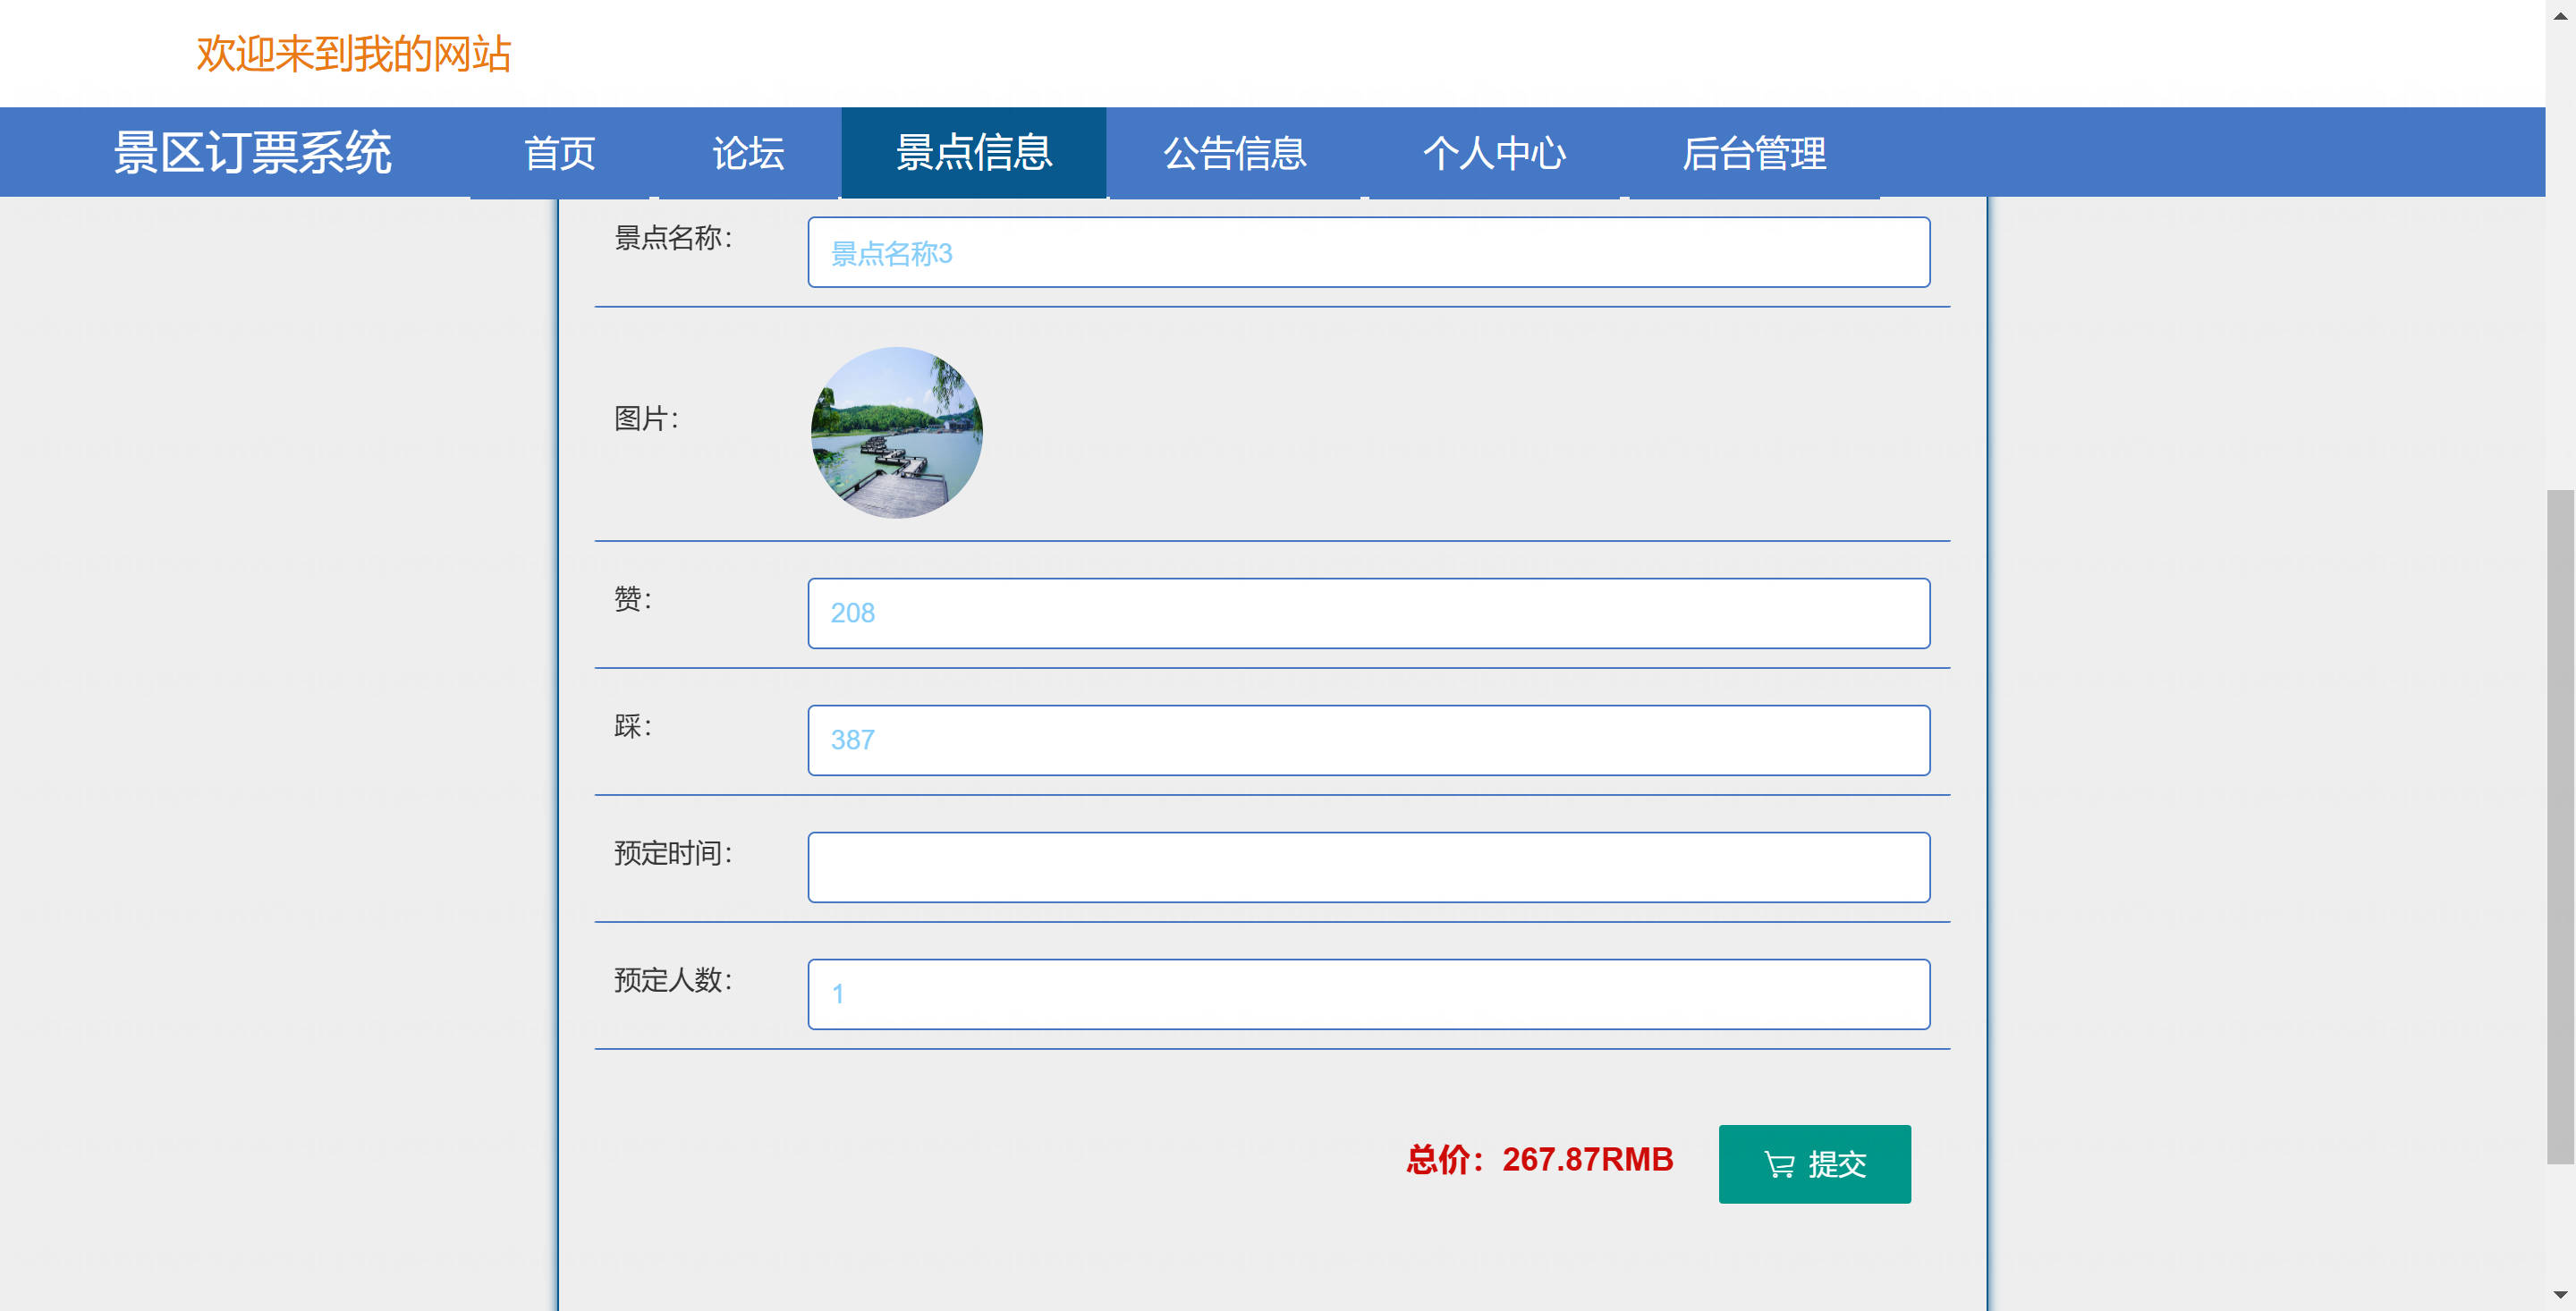 欢迎来到我的网站
景区订票系统 首页 论坛 景点信息 公告信息 个人中心 后台管理
景点名称： 景点名称3
图片：
赞： 208
踩： 387
预定时间：
预定人数： 1
总价：267.87RMB 提交